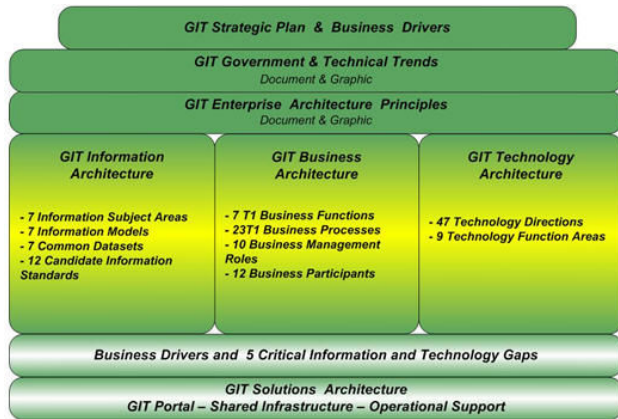 GIT Strategic Plan & Business Drivers
GIT Government & Technical Trends
Document & Graphic
GIT Enterprise Architecture Principles
Document & Graphic
GIT Information
Architecture
- 7 Information Subject Areas
- 7 Information Models
- 7 Common Datasets
- 12 Candidate Information
Standards
GIT Business
Architecture
- 7 T1 Business Functions
- 23T1 Business Processes
- 10 Business Management
Roles
- 12 Business Participants
GIT Technology
Architecture
- 47 Technology Directions
- 9 Technology Function Areas
Business Drivers and 5 Critical Information and Technology Gaps
GIT Solutions Architecture
GIT Portal – Shared Infrastructure – Operational Support